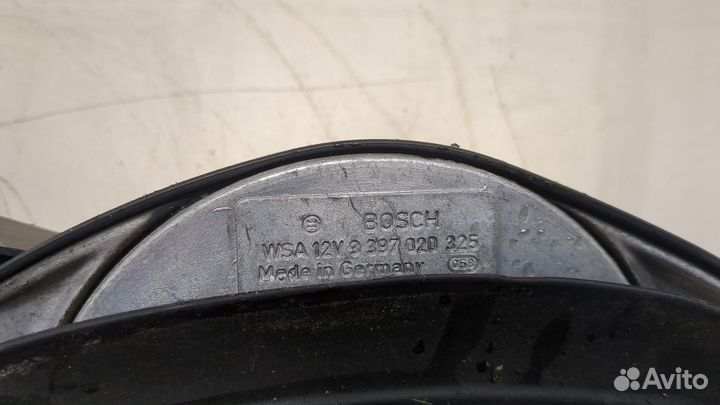 BOSCH
WSA 12V 3 397 020 325
Made in Germany
Avito